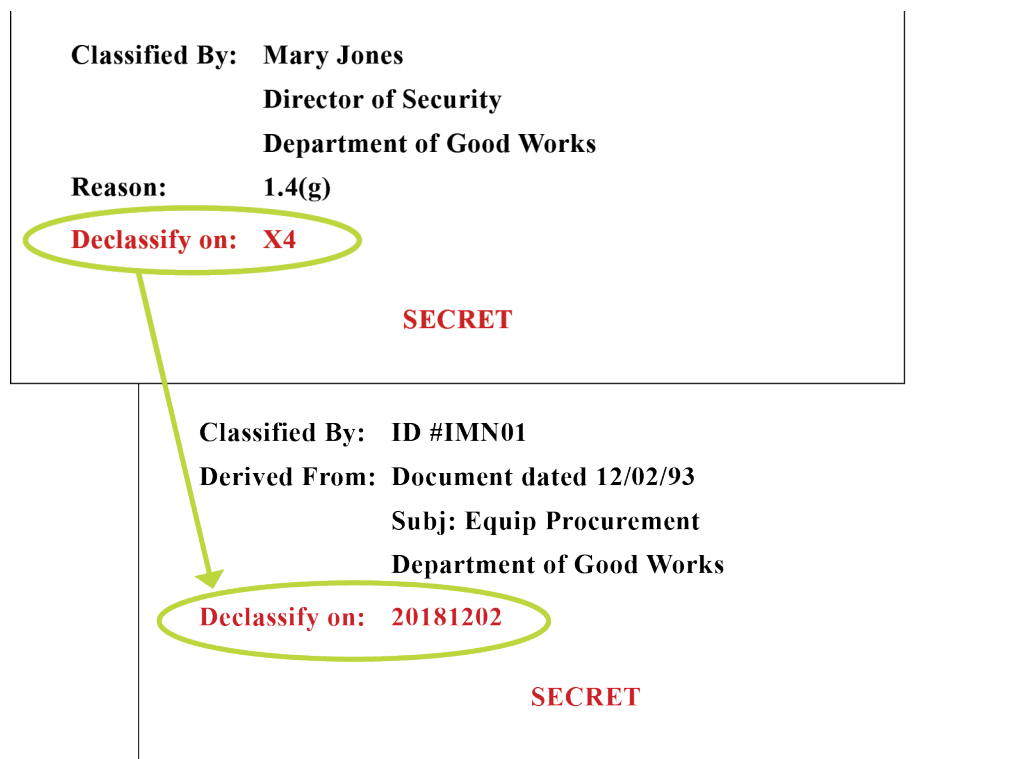 Classified By: Mary Jones
Director of Security
Department of Good Works
Reason: 1.4(g)
Declassify on: X4
SECRET
Classified By: ID #IMN01
Derived From: Document dated 12/02/93
Subj: Equip Procurement
Department of Good Works
Declassify on: 20181202
SECRET